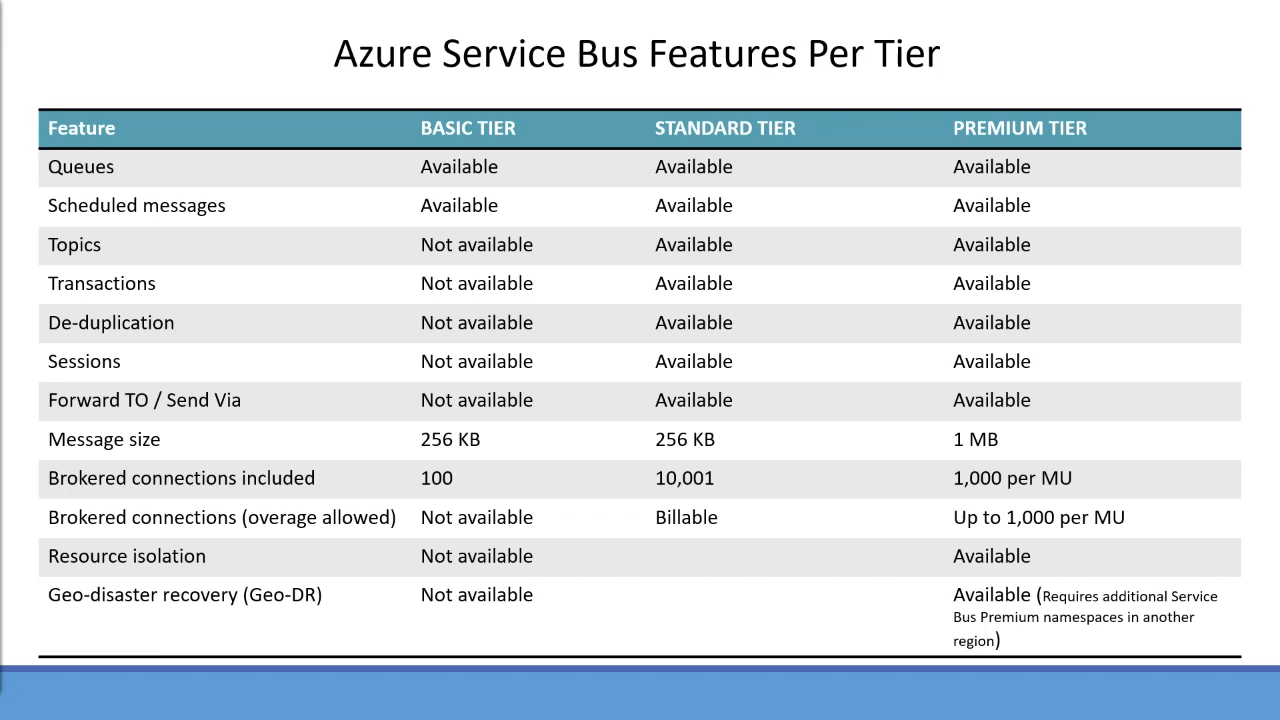 Azure Service Bus Features Per Tier
Feature BASIC TIER STANDARD TIER PREMIUM TIER
Queues Available Available Available
Scheduled messages Available Available Available
Topics Not available Available Available
Transactions Not available Available Available
De-duplication Not available Available Available
Sessions Not available Available Available
Forward TO / Send Via Not available Available Available
Message size 256 KB 256 KB 1 MB
Brokered connections included 100 10,001 1,000 per MU
Brokered connections (overage allowed) Not available Billable Up to 1,000 per MU
Resource isolation Not available Available
Geo-disaster recovery (Geo-DR) Not available Available (Requires additional Service
Bus Premium namespaces in another
region)